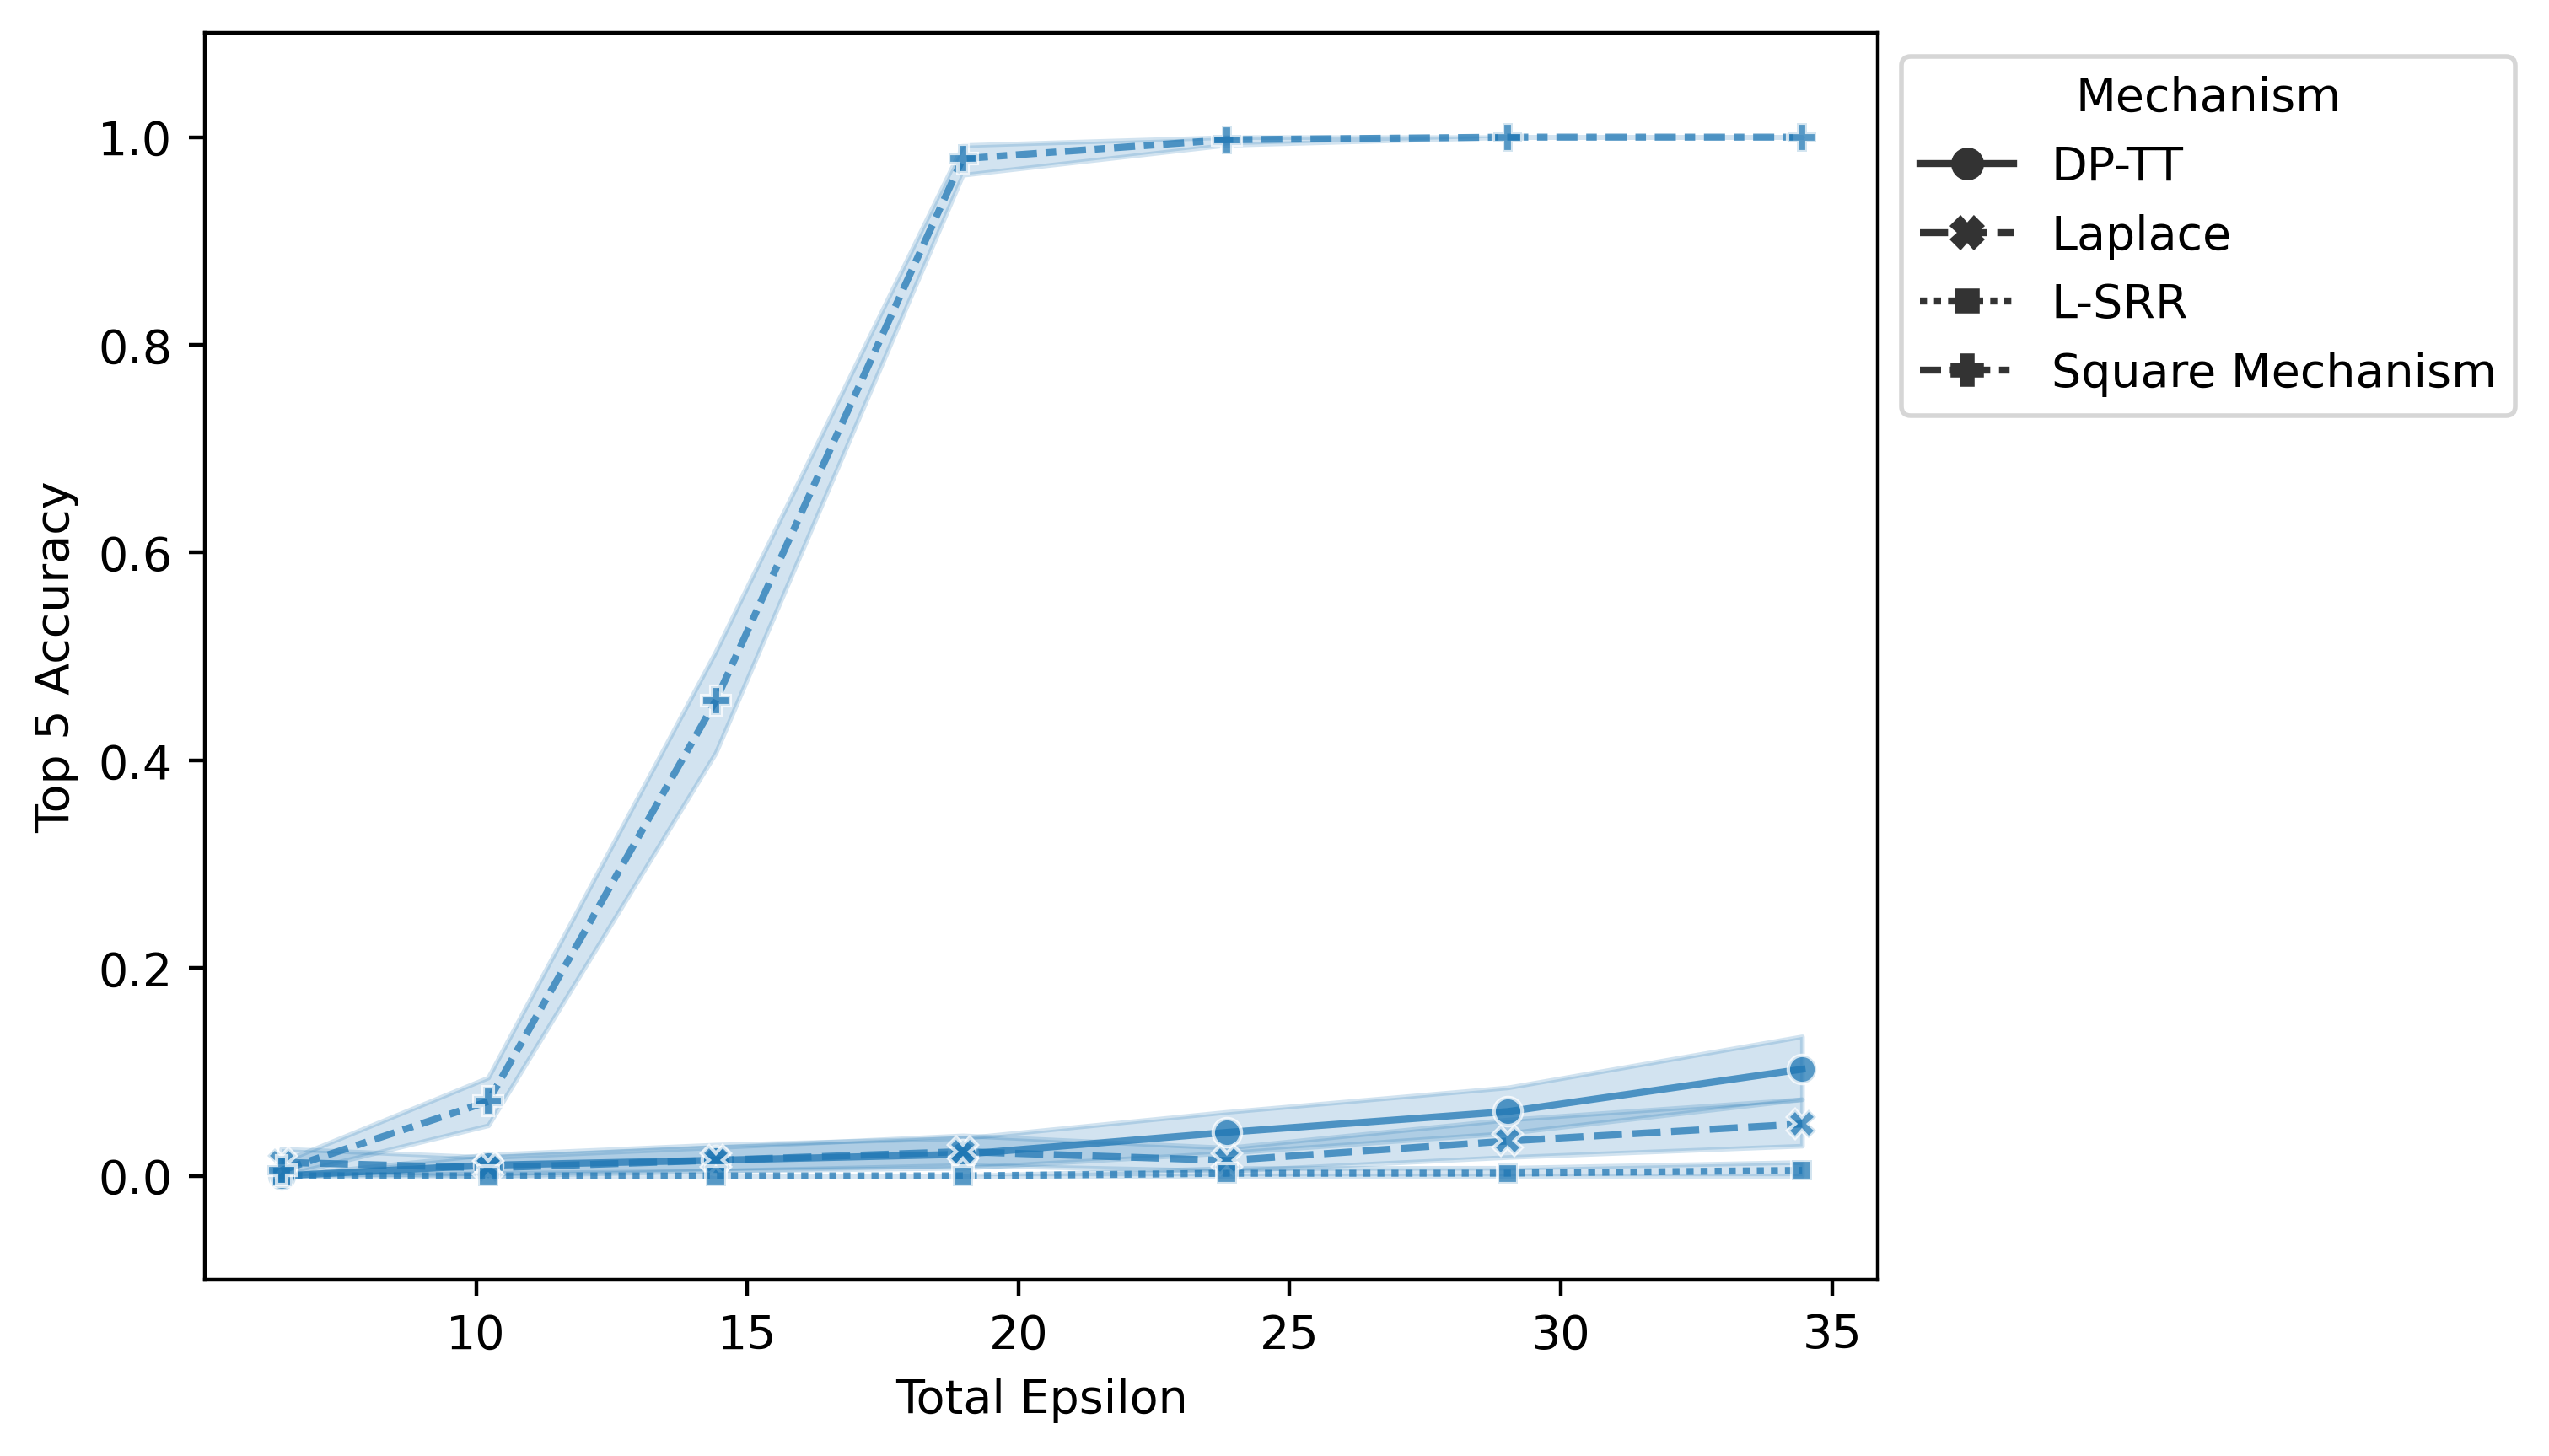 Mechanism
DP-TT
Laplace
L-SRR
Square Mechanism
Top 5 Accuracy
1.0
0.8
0.6
0.4
0.2
0.0
10 15 20 25 30 35
Total Epsilon